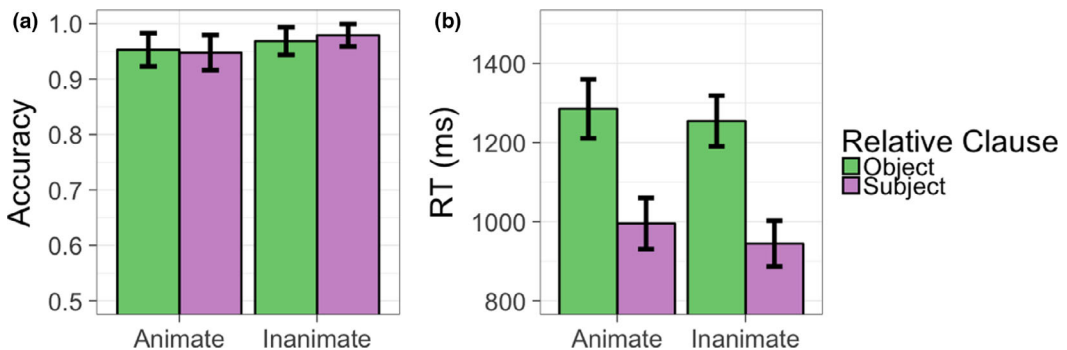 (a)
Accuracy
1.0
0.9
0.8
0.7
0.6
0.5
Animate Inanimate
(b)
RT (ms)
1400
1200
1000
800
Animate Inanimate
Relative Clause
Object
Subject